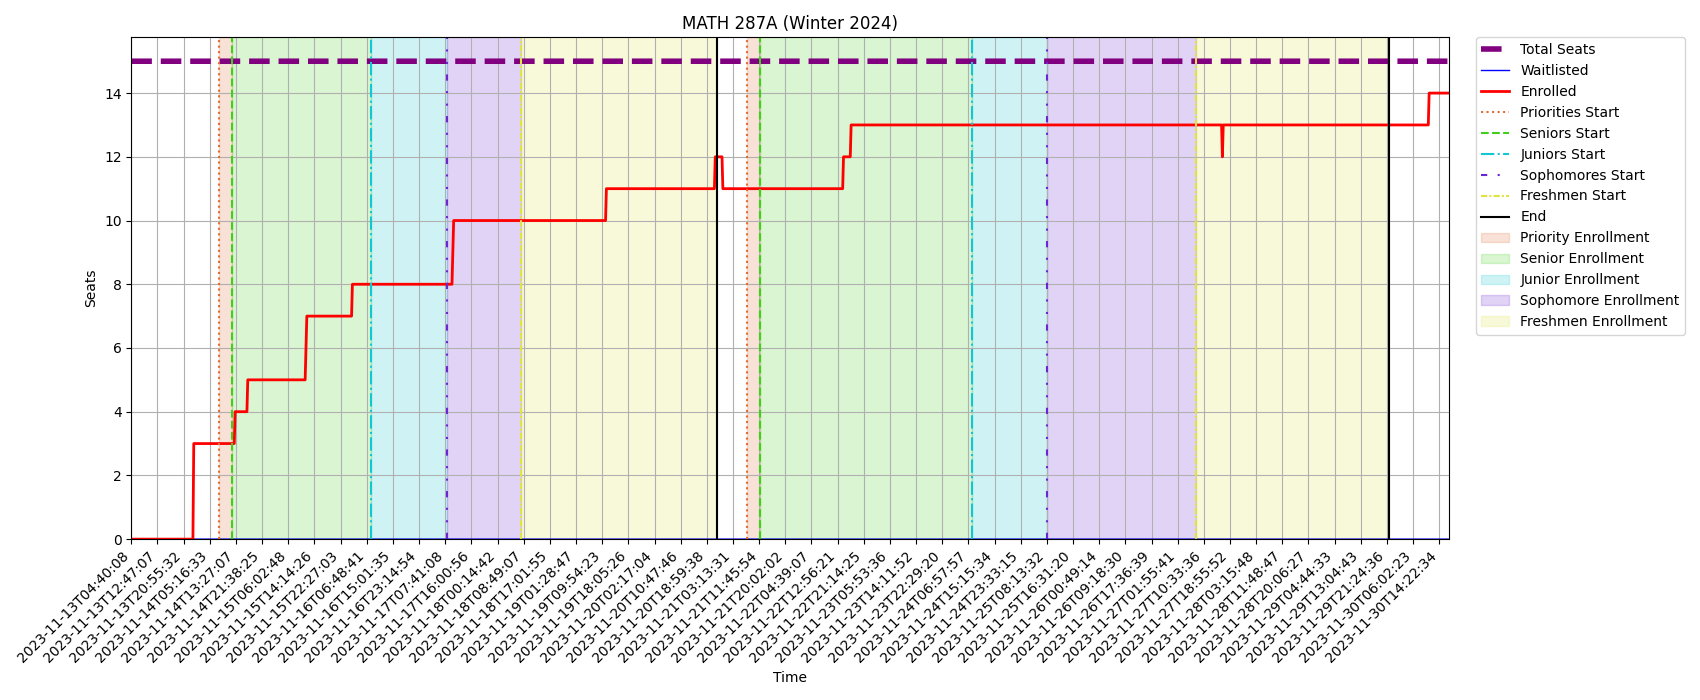 MATH 287A (Winter 2024)
Seats
14
12
10
8
6
4
2
0
2023-11-13T04:40:08
2023-11-13T12:47:07
2023-11-13T20:55:32
2023-11-14T05:16:33
2023-11-14T13:27:07
2023-11-14T21:38:25
2023-11-15T06:02:48
2023-11-15T14:14:26
2023-11-15T22:27:03
2023-11-16T06:48:41
2023-11-16T15:01:35
2023-11-16T23:14:54
2023-11-17T07:41:08
2023-11-17T16:00:56
2023-11-18T00:14:42
2023-11-18T08:49:07
2023-11-18T17:01:55
2023-11-19T01:28:47
2023-11-19T09:54:23
2023-11-19T18:05:26
2023-11-20T02:17:04
2023-11-20T10:47:46
2023-11-20T18:59:38
2023-11-21T03:13:31
2023-11-21T11:45:54
2023-11-21T20:02:02
2023-11-22T04:39:07
2023-11-22T12:56:21
2023-11-22T21:14:25
2023-11-23T05:53:36
2023-11-23T14:11:52
2023-11-23T22:29:20
2023-11-24T06:57:57
2023-11-24T15:15:34
2023-11-24T23:33:15
2023-11-25T08:13:32
2023-11-25T16:31:20
2023-11-26T00:49:14
2023-11-26T09:18:30
2023-11-26T17:36:39
2023-11-27T01:55:41
2023-11-27T10:33:36
2023-11-27T18:55:52
2023-11-28T03:15:48
2023-11-28T11:48:47
2023-11-28T20:06:27
2023-11-29T04:44:33
2023-11-29T13:04:43
2023-11-29T21:24:36
2023-11-30T06:02:23
2023-11-30T14:22:34
Time
Total Seats
Waitlisted
Enrolled
Priorities Start
Seniors Start
Juniors Start
Sophomores Start
Freshmen Start
End
Priority Enrollment
Senior Enrollment
Junior Enrollment
Sophomore Enrollment
Freshmen Enrollment